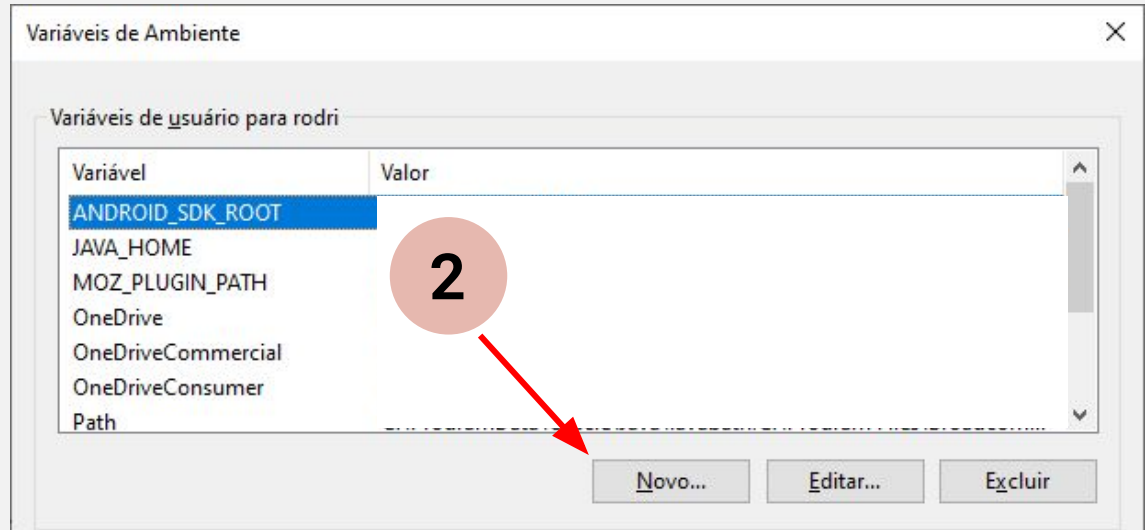 Variáveis de Ambiente
Variáveis de usuário para rodri
Variável Valor
ANDROID_SDK_ROOT
JAVA_HOME
MOZ_PLUGIN_PATH
2
OneDrive
OneDriveCommercial
OneDriveConsumer
Path
Novo... Editar... Excluir